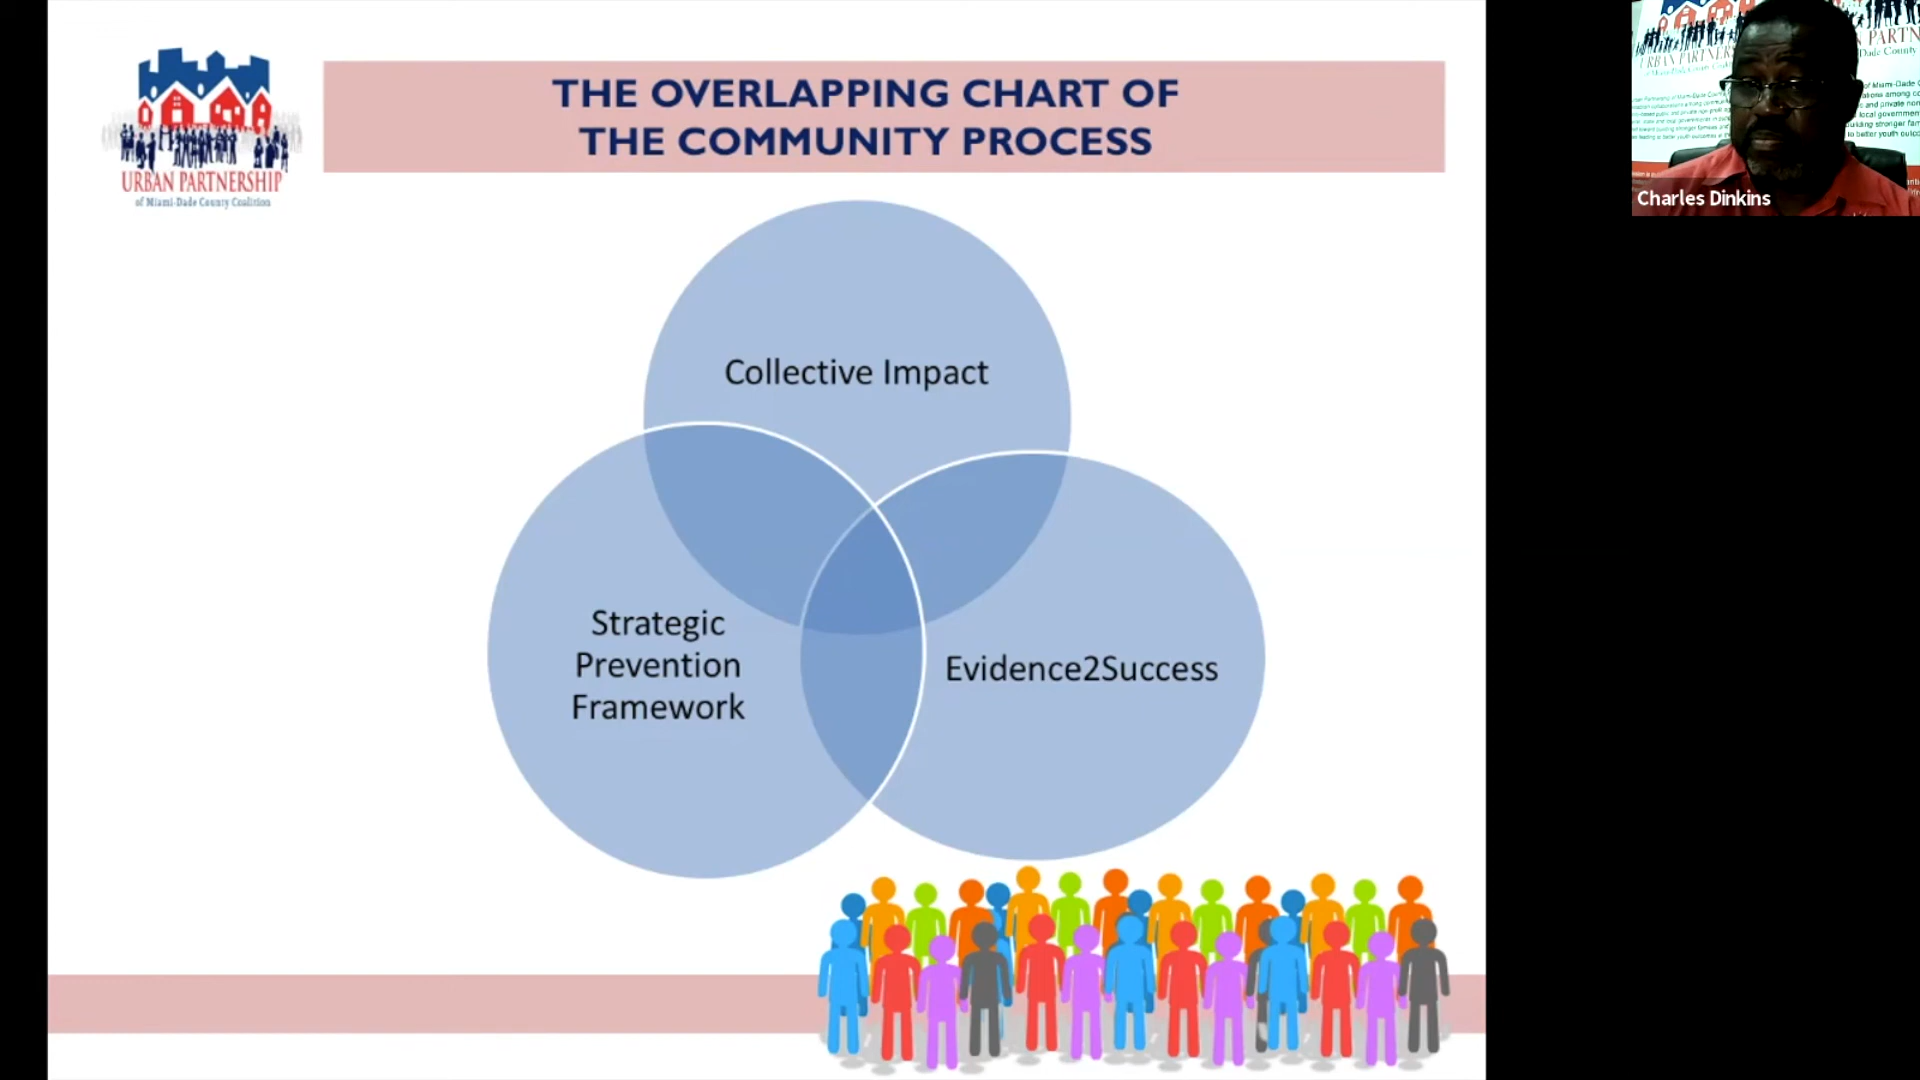 THE OVERLAPPING CHART OF
THE COMMUNITY PROCESS
URBAN PARTNERSHIP
of Miami-Dade County Coalition
Collective Impact
Strategic
Prevention
Framework
Evidence2Success
Charles Dinkins